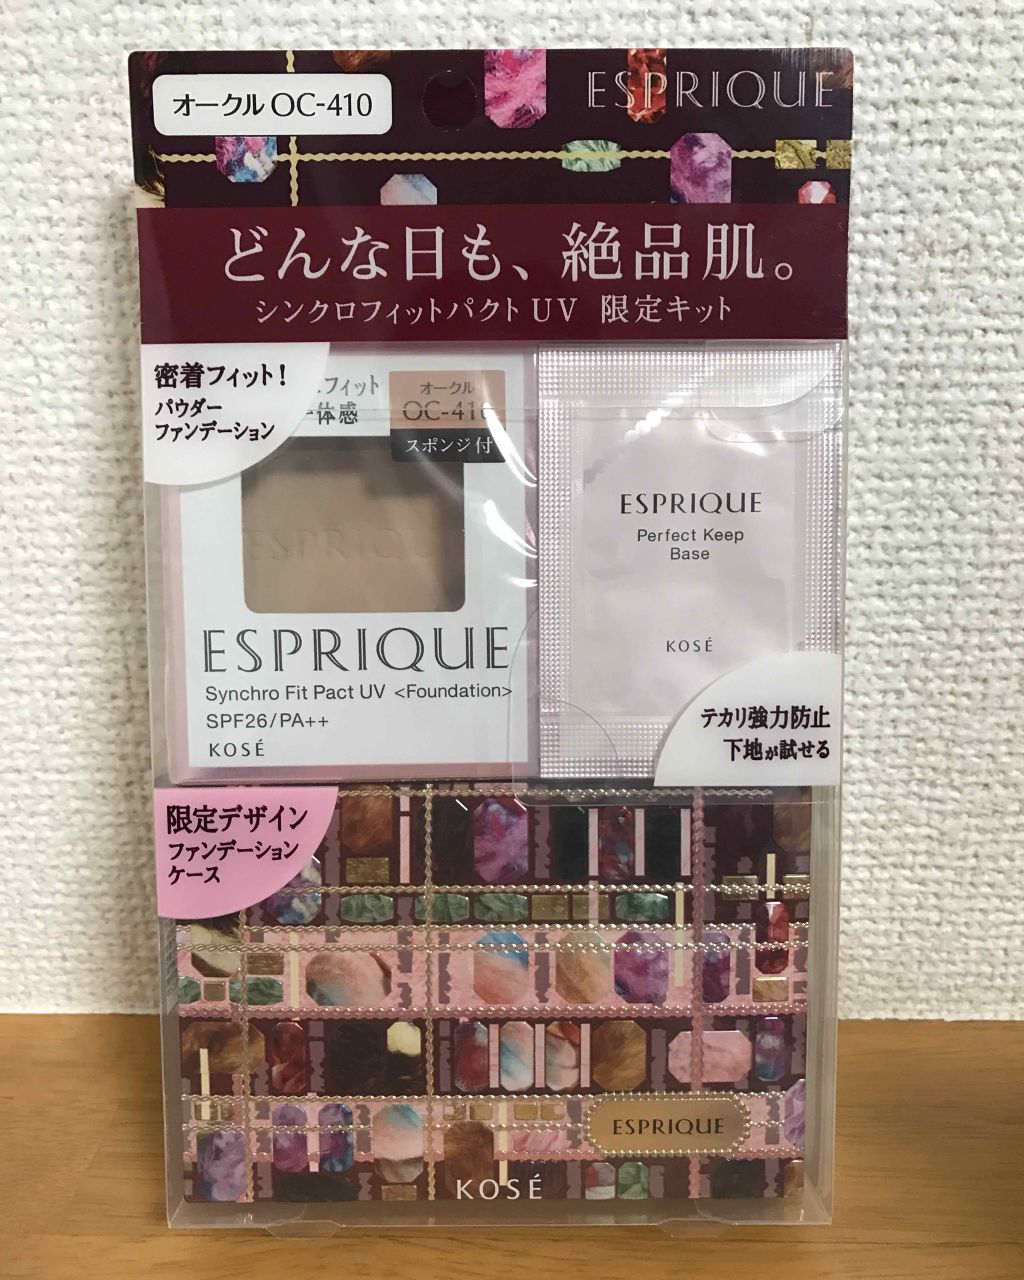 オークル OC-410
ESPRIQUE
どんな日も、絶品肌。
シンクロフィットパクト UV 限定キット
密着フィット!
パウダー
ファンデーション
フィット
体感
オークル
OC-410
スポンジ付
ESPRIQUE
ESPRIQUE
Synchro Fit Pact UV <Foundation>
SPF26/PA++
KOSÉ
ESPRIQUE
Perfect Keep
Base
KOSÉ
テカリ強力防止
下地が試せる
限定デザイン
ファンデーション
ケース
ESPRIQUE
KOSÉ